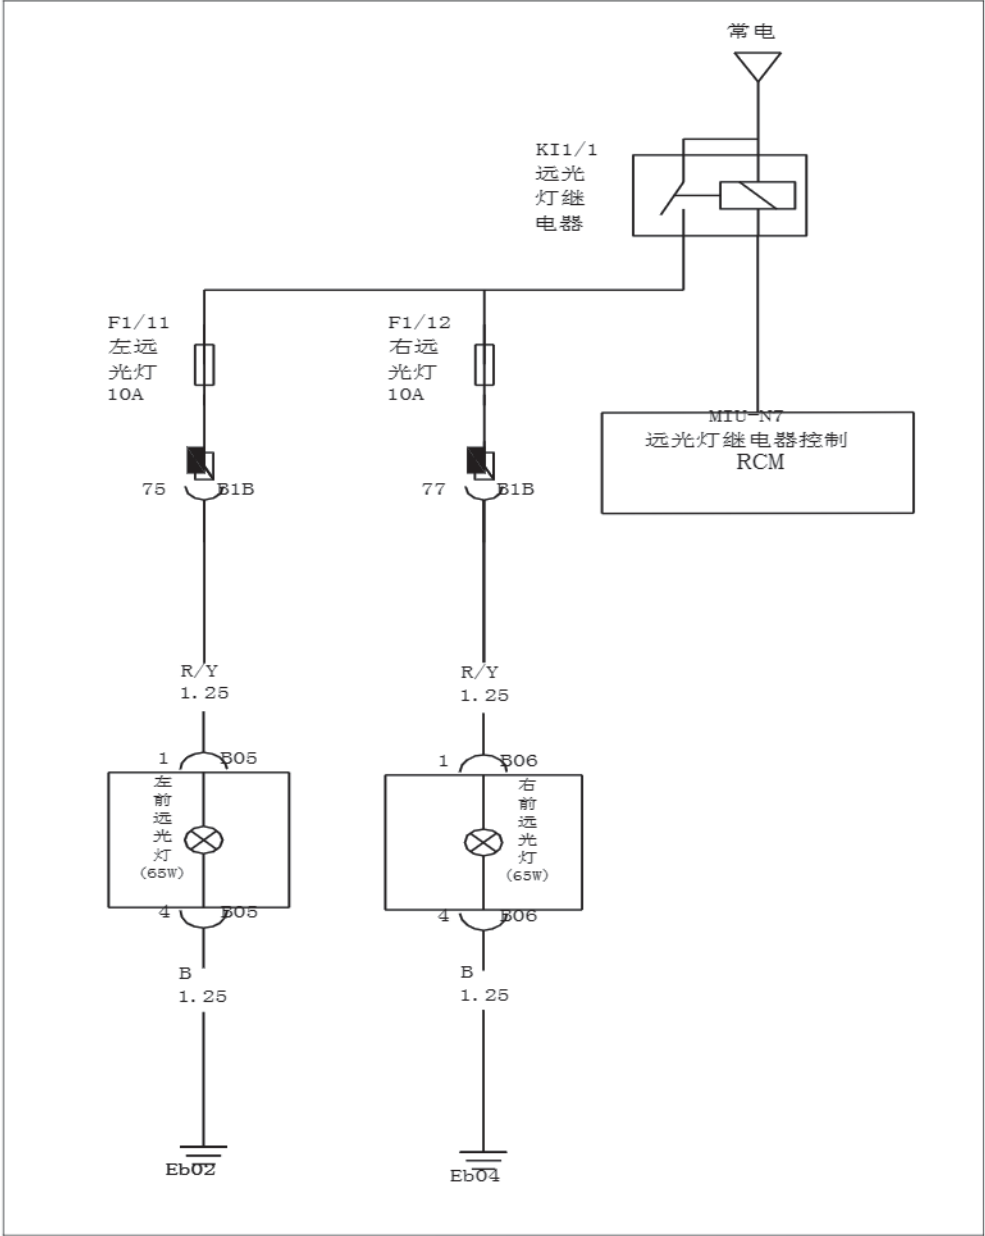 常电
KI1/1
远光
灯继
电器
F1/11
左远
光灯
10A
F1/12
右远
光灯
10A
MIU-N7
远光灯继电器控制
RCM
75 B1B
77 B1B
R/Y
1.25
R/Y
1.25
1 B05
左
前
远
光
灯
(65W)
4 B05
1 B06
右
前
远
光
灯
(65W)
4 B06
B
1.25
B
1.25
Eb02
Eb04